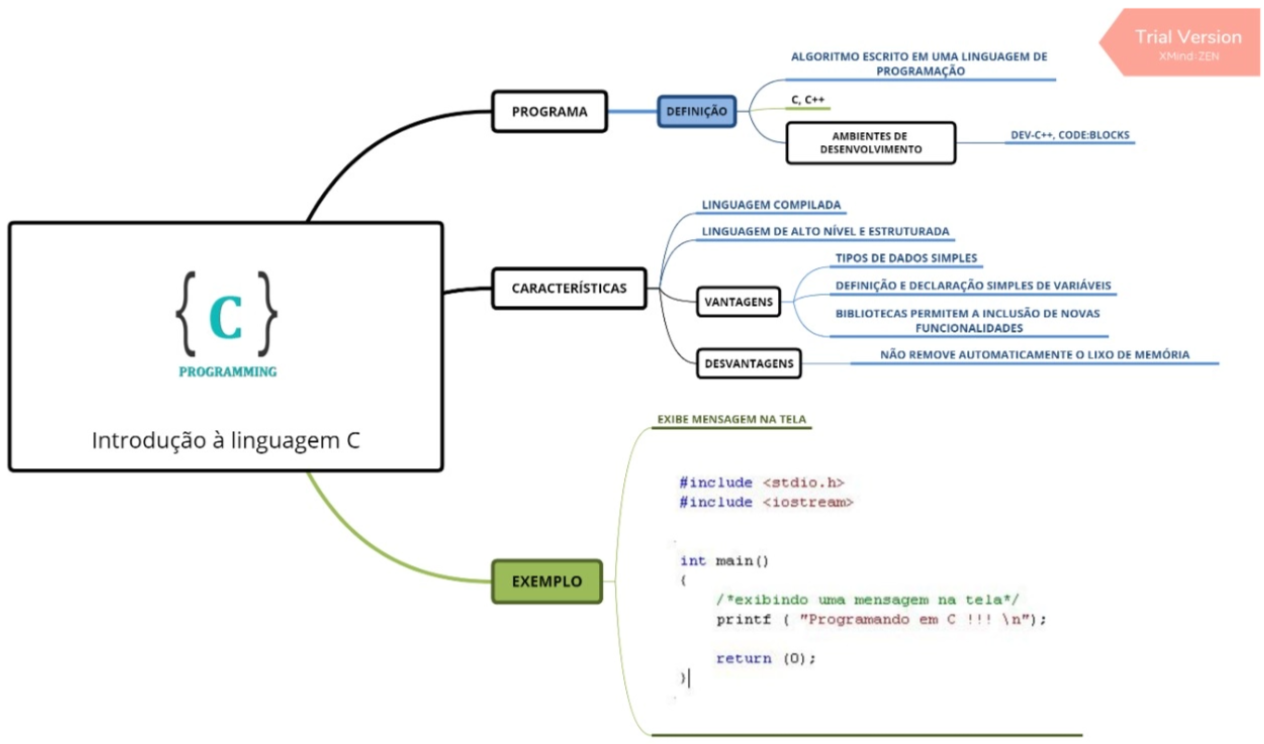 Trial Version
XMind:ZEN
ALGORITMO ESCRITO EM UMA LINGUAGEM DE
PROGRAMAÇÃO
PROGRAMA
DEFINIÇÃO
C, C++
AMBIENTES DE
DESENVOLVIMENTO
DEV-C++, CODE:BLOCKS
{ C }
PROGRAMMING
Introdução à linguagem C
CARACTERÍSTICAS
LINGUAGEM COMPILADA
LINGUAGEM DE ALTO NÍVEL E ESTRUTURADA
VANTAGENS
TIPOS DE DADOS SIMPLES
DEFINIÇÃO E DECLARAÇÃO SIMPLES DE VARIÁVEIS
BIBLIOTECAS PERMITEM A INCLUSÃO DE NOVAS
FUNCIONALIDADES
DESVANTAGENS
NÃO REMOVE AUTOMATICAMENTE O LIXO DE MEMÓRIA
EXEMPLO
EXIBE MENSAGEM NA TELA
#include <stdio.h>
#include <iostream>
int main()
{
/*exibindo uma mensagem na tela*/
printf ( "Programando em C !!! \n");
return (0);
}